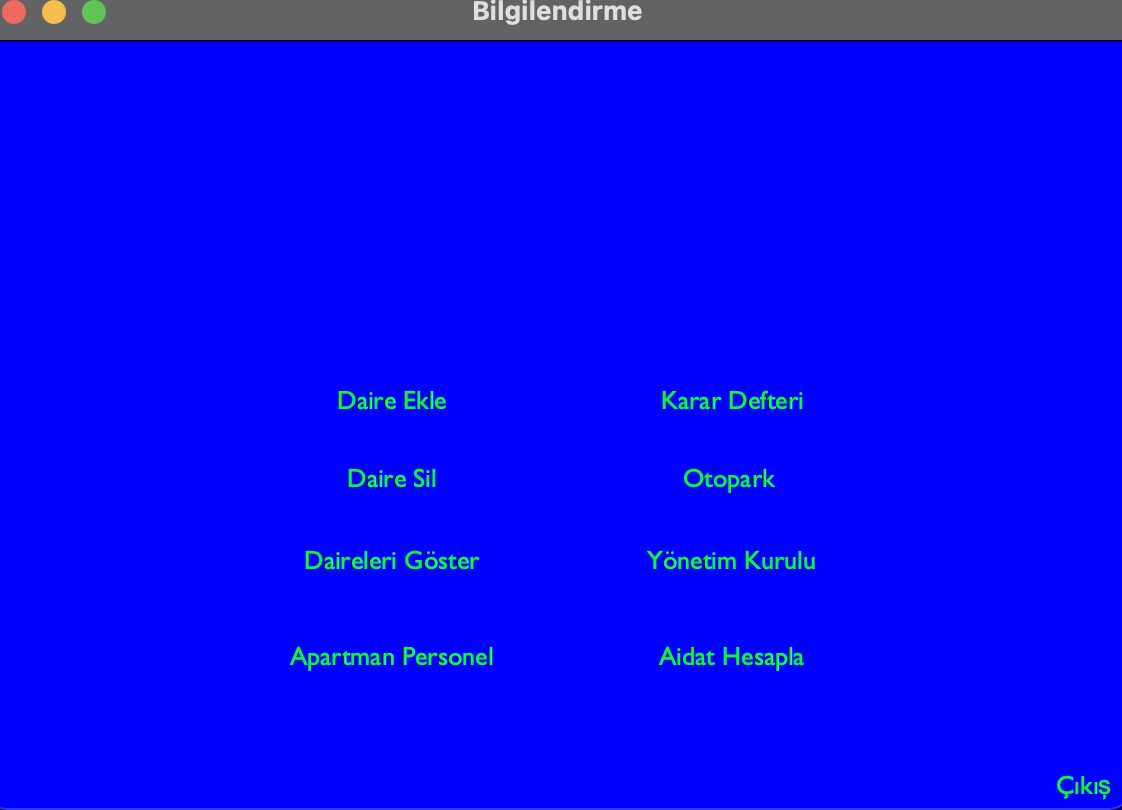 Bilgilendirme
Daire Ekle
Karar Defteri
Daire Sil
Otopark
Daireleri Göster
Yönetim Kurulu
Apartman Personel
Aidat Hesapla
Çıkış